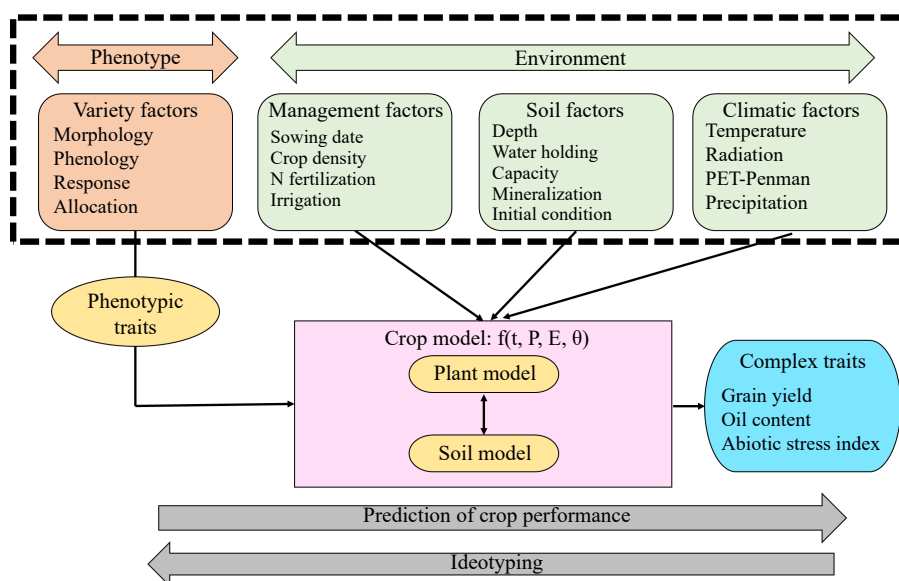 Phenotype
Environment
Variety factors
Morphology
Phenology
Response
Allocation
Management factors
Sowing date
Crop density
N fertilization
Irrigation
Soil factors
Depth
Water holding
Capacity
Mineralization
Initial condition
Climatic factors
Temperature
Radiation
PET-Penman
Precipitation
Phenotypic
traits
Crop model: f(t, P, E, θ)
Plant model
Soil model
Complex traits
Grain yield
Oil content
Abiotic stress index
Prediction of crop performance
Ideotyping